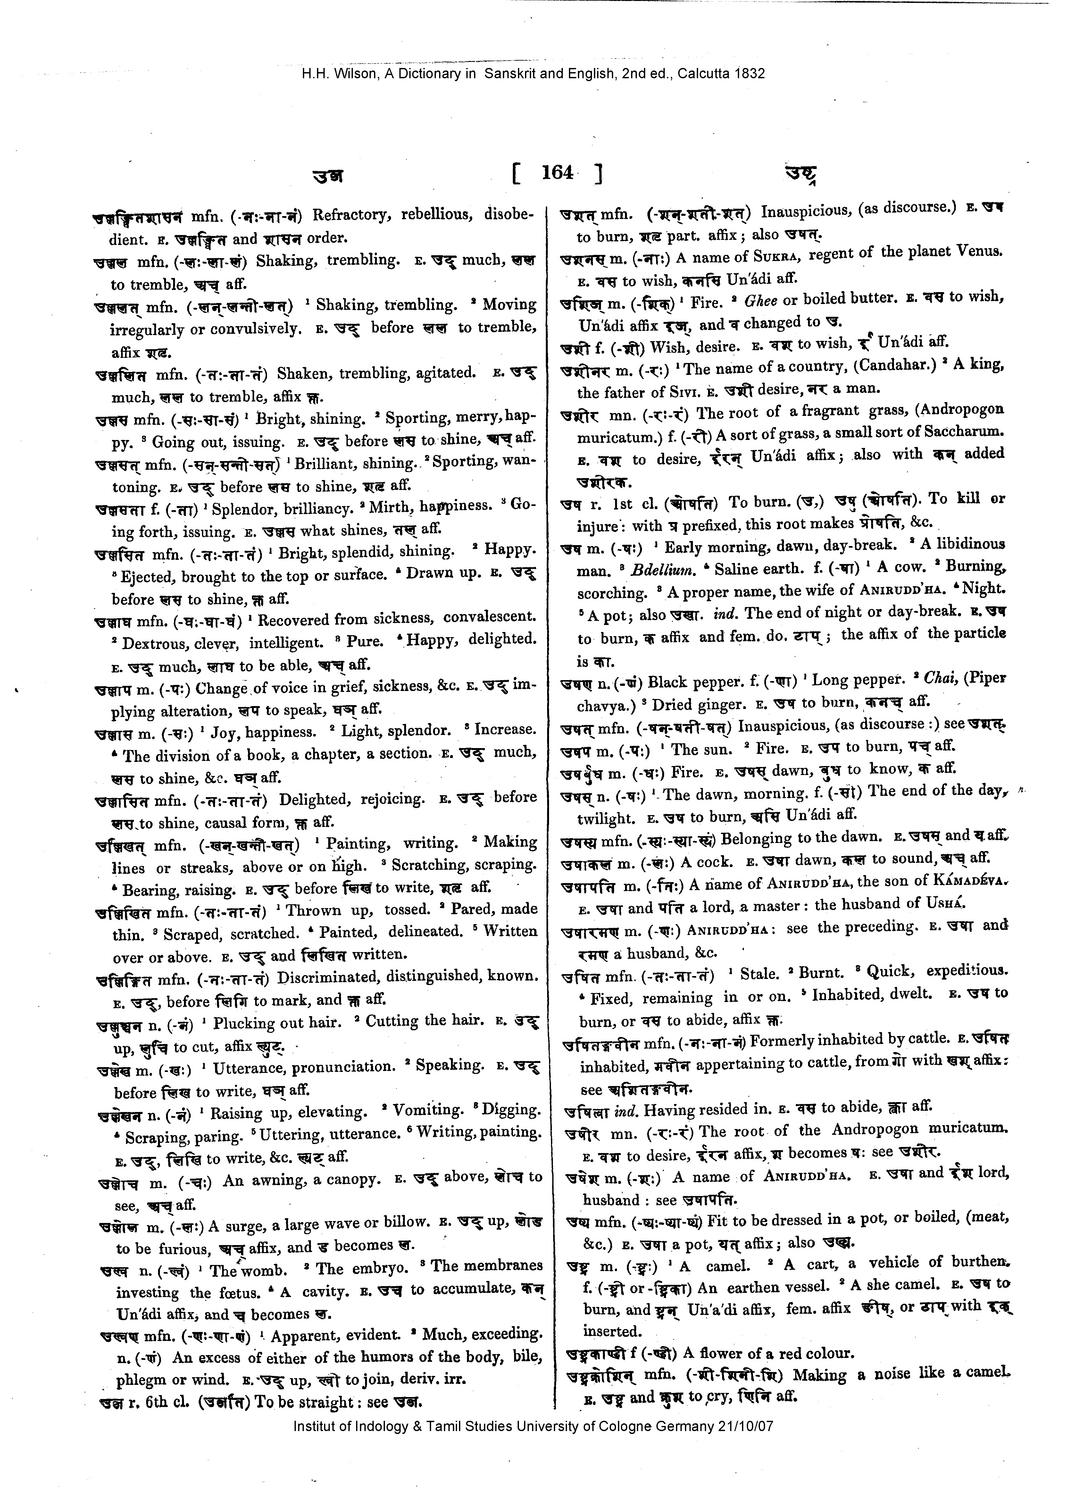 H.H. Wilson, A Dictionary in Sanskrit and English, 2nd ed., Calcutta 1832
उज्ज [ 164 ] उष्ट्र
उल्लङ्घितशासन mfn. (-नः-ना-नं) Refractory, rebellious, disobe-
dient. E. उल्लङ्घित and शासन order.
उल्लल mfn. (-लः-ला-लं) Shaking, trembling. E. उद् much, लल
to tremble, अच् aff.
उल्ललत् mfn. (-लन्-लन्ती-लत्) ¹ Shaking, trembling. ² Moving
irregularly or convulsively. E. उद् before लल to tremble,
affix शतृ.
उल्ललित mfn. (-तः-ता-तं) Shaken, trembling, agitated. E. उद्
much, लल to tremble, affix क्त.
उल्लस mfn. (-सः-सा-सं) ¹ Bright, shining. ² Sporting, merry, hap-
py. ³ Going out, issuing. E. उद् before लस to shine, अच् aff.
उल्लसत् mfn. (-सन्-सन्ती-सत्) ¹ Brilliant, shining. ² Sporting, wan-
toning. E. उद् before लस to shine, शतृ aff.
उल्लसता f. (-ता) ¹ Splendor, brilliancy. ² Mirth, happiness. ³ Go-
ing forth, issuing. E. उल्लस what shines, तल् aff.
उल्लसित mfn. (-तः-ता-तं) ¹ Bright, splendid, shining. ² Happy.
³ Ejected, brought to the top or surface. ⁴ Drawn up. E. उद्
before लस to shine, क्त aff.
उल्लाघ mfn. (-घः-घा-घं) ¹ Recovered from sickness, convalescent.
² Dextrous, clever, intelligent. ³ Pure. ⁴ Happy, delighted.
E. उद् much, लाघ to be able, अच् aff.
उल्लाप m. (-पः) Change of voice in grief, sickness, &c. E. उद् im-
plying alteration, लप to speak, घञ् aff.
उल्लास m. (-सः) ¹ Joy, happiness. ² Light, splendor. ³ Increase.
⁴ The division of a book, a chapter, a section. E. उद् much,
लस to shine, &c. घञ् aff.
उल्लासित mfn. (-तः-ता-तं) Delighted, rejoicing. E. उद् before
लस to shine, causal form, क्त aff.
उल्लिखत् mfn. (-खन्-खन्ती-खत्) ¹ Painting, writing. ² Making
lines or streaks, above or on high. ³ Scratching, scraping.
⁴ Bearing, raising. E. उद् before लिख to write, शतृ aff.
उल्लिखित mfn. (-तः-ता-तं) ¹ Thrown up, tossed. ² Pared, made
thin. ³ Scraped, scratched. ⁴ Painted, delineated. ⁵ Written
over or above. E. उद् and लिखित written.
उल्लिङ्गित mfn. (-तः-ता-तं) Discriminated, distinguished, known.
E. उद्, before लिगि to mark, and क्त aff.
उल्लुञ्चन n. (-नं) ¹ Plucking out hair. ² Cutting the hair. E. उद्
up, लुचि to cut, affix ल्युट्.
उल्लेख m. (-खः) ¹ Utterance, pronunciation. ² Speaking. E. उद्
before लिख to write, घञ् aff.
उल्लेखन n. (-नं) ¹ Raising up, elevating. ² Vomiting. ³ Digging.
⁴ Scraping, paring. ⁵ Uttering, utterance. ⁶ Writing, painting.
E. उद्, लिखि to write, &c. ल्युट् aff.
उल्लोच m. (-चः) An awning, a canopy. E. उद् above, लोच to
see, अच् aff.
उल्लोल m. (-लः) A surge, a large wave or billow. E. उद् up, लोड
to be furious, अच् affix, and ड becomes ल.
उल्व n. (-ल्वं) ¹ The womb. ² The embryo. ³ The membranes
investing the fœtus. ⁴ A cavity. E. उच to accumulate, कन्
Un'ádi affix, and च becomes ल.
उल्वण mfn. (-णः-णा-णं) ¹ Apparent, evident. ² Much, exceeding.
n. (-णं) An excess of either of the humors of the body, bile,
phlegm or wind. E. उद् up, to join, deriv. irr.
r. 6th cl. To be straight : see
उशत् mfn. (-शन्-शती-शत्) Inauspicious, (as discourse.) E. उष
to burn, शतृ part. affix ; also उषत्.
उशनस् m. (-नाः) A name of SUKRA, regent of the planet Venus.
E. वस to wish, कनसि Un'ádi aff.
उशिज् m. (-शिक्) ¹ Fire. ² Ghee or boiled butter. E. वस to wish,
Un'ádi affix इज्, and व changed to उ.
उशी f. (-शी) Wish, desire. E. वश to wish, ई Un'ádi aff.
उशीनर m. (-रः) ¹ The name of a country, (Candahar.) ² A king,
the father of SIVI. E. उशी desire, नर a man.
उशीर mn. (-रः-रं) The root of a fragrant grass, (Andropogon
muricatum.) f. (-री) A sort of grass, a small sort of Saccharum.
E. वश to desire, ईरन् Un'ádi affix ; also with कन् added
उशीरक.
उष r. 1st cl. (ओषति) To burn. (उ,) उषु (ओषति). To kill or
injure : with प्र prefixed, this root makes प्रोषति, &c.
उष m. (-षः) ¹ Early morning, dawn, day-break. ² A libidinous
man. ³ Bdellium. ⁴ Saline earth. f. (-षा) ¹ A cow. ² Burning,
scorching. ³ A proper name, the wife of ANIRUDD'HA. ⁴ Night.
⁵ A pot; also उखा. ind. The end of night or day-break. E. उष
to burn, क affix and fem. do. टाप् ; the affix of the particle
is का.
उषण n. (-णं) Black pepper. f. (-णा) ¹ Long pepper. ² Chai, (Piper
chavya.) ³ Dried ginger. E. उष to burn, कनच् aff.
उषत् mfn. (-षन्-षती-षत्) Inauspicious, (as discourse :) see उशत्.
उषप m. (-पः) ¹ The sun. ² Fire. E. उप to burn, पच् aff.
उषर्बुध m. (-धः) Fire. E. उषस् dawn, बुध to know, क aff.
उषस् n. (-षः) ¹ The dawn, morning. f. (-सी) The end of the day,
twilight. E. उष to burn, असि Un'ádi aff.
उषस्य mfn. (-स्यः-स्या-स्यं) Belonging to the dawn. E. उषस् and य aff.
उषाकल m. (-लः) A cock. E. उषा dawn, कल to sound, अच् aff.
उषापति m. (-तिः) A name of ANIRUDD'HA, the son of KÁMADÉVA.
E. उषा and पति a lord, a master : the husband of USHÁ.
उषारमण m. (-णः) ANIRUDD'HA : see the preceding. E. उषा and
रमण a husband, &c.
उषित mfn. (-तः-ता-तं) ¹ Stale. ² Burnt. ³ Quick, expeditious.
⁴ Fixed, remaining in or on. ⁵ Inhabited, dwelt. E. उष to
burn, or वस to abide, affix क्त.
उषितङ्गवीन mfn. (-नः-ना-नं) Formerly inhabited by cattle. E. उषित
inhabited, गवीन appertaining to cattle, from गो with खञ् affix :
see अशितङ्गवीन.
उषित्वा ind. Having resided in. E. वस to abide, क्त्वा aff.
उषीर mn. (-रः-रं) The root of the Andropogon muricatum.
E. वश to desire, ईरन affix, श becomes ष: see उशीर.
उषेश m. (-शः) A name of ANIRUDD'HA. E. उषा and ईश lord,
husband : see उषापति.
उष्य mfn. (-ष्यः-ष्या-ष्यं) Fit to be dressed in a pot, or boiled, (meat,
&c.) E. उषा a pot, यत् affix ; also उख्य.
उष्ट्र m. (-ष्ट्रः) ¹ A camel. ² A cart, a vehicle of burthen.
f. (-ष्ट्री or -ष्ट्रिका) An earthen vessel. ² A she camel. E. उष to
burn, and ष्ट्रन् Un'a'di affix, fem. affix ङीष्, or टाप् with इक्
inserted.
उष्ट्रकाण्डी f (-ण्डी) A flower of a red colour.
उष्ट्रक्रोशिन् mfn. (-शी-शिनी-शि) Making a noise like a camel.
E. उष्ट्र and क्रुश to cry, णिनि aff.
Institut of Indology & Tamil Studies University of Cologne Germany 21/10/07